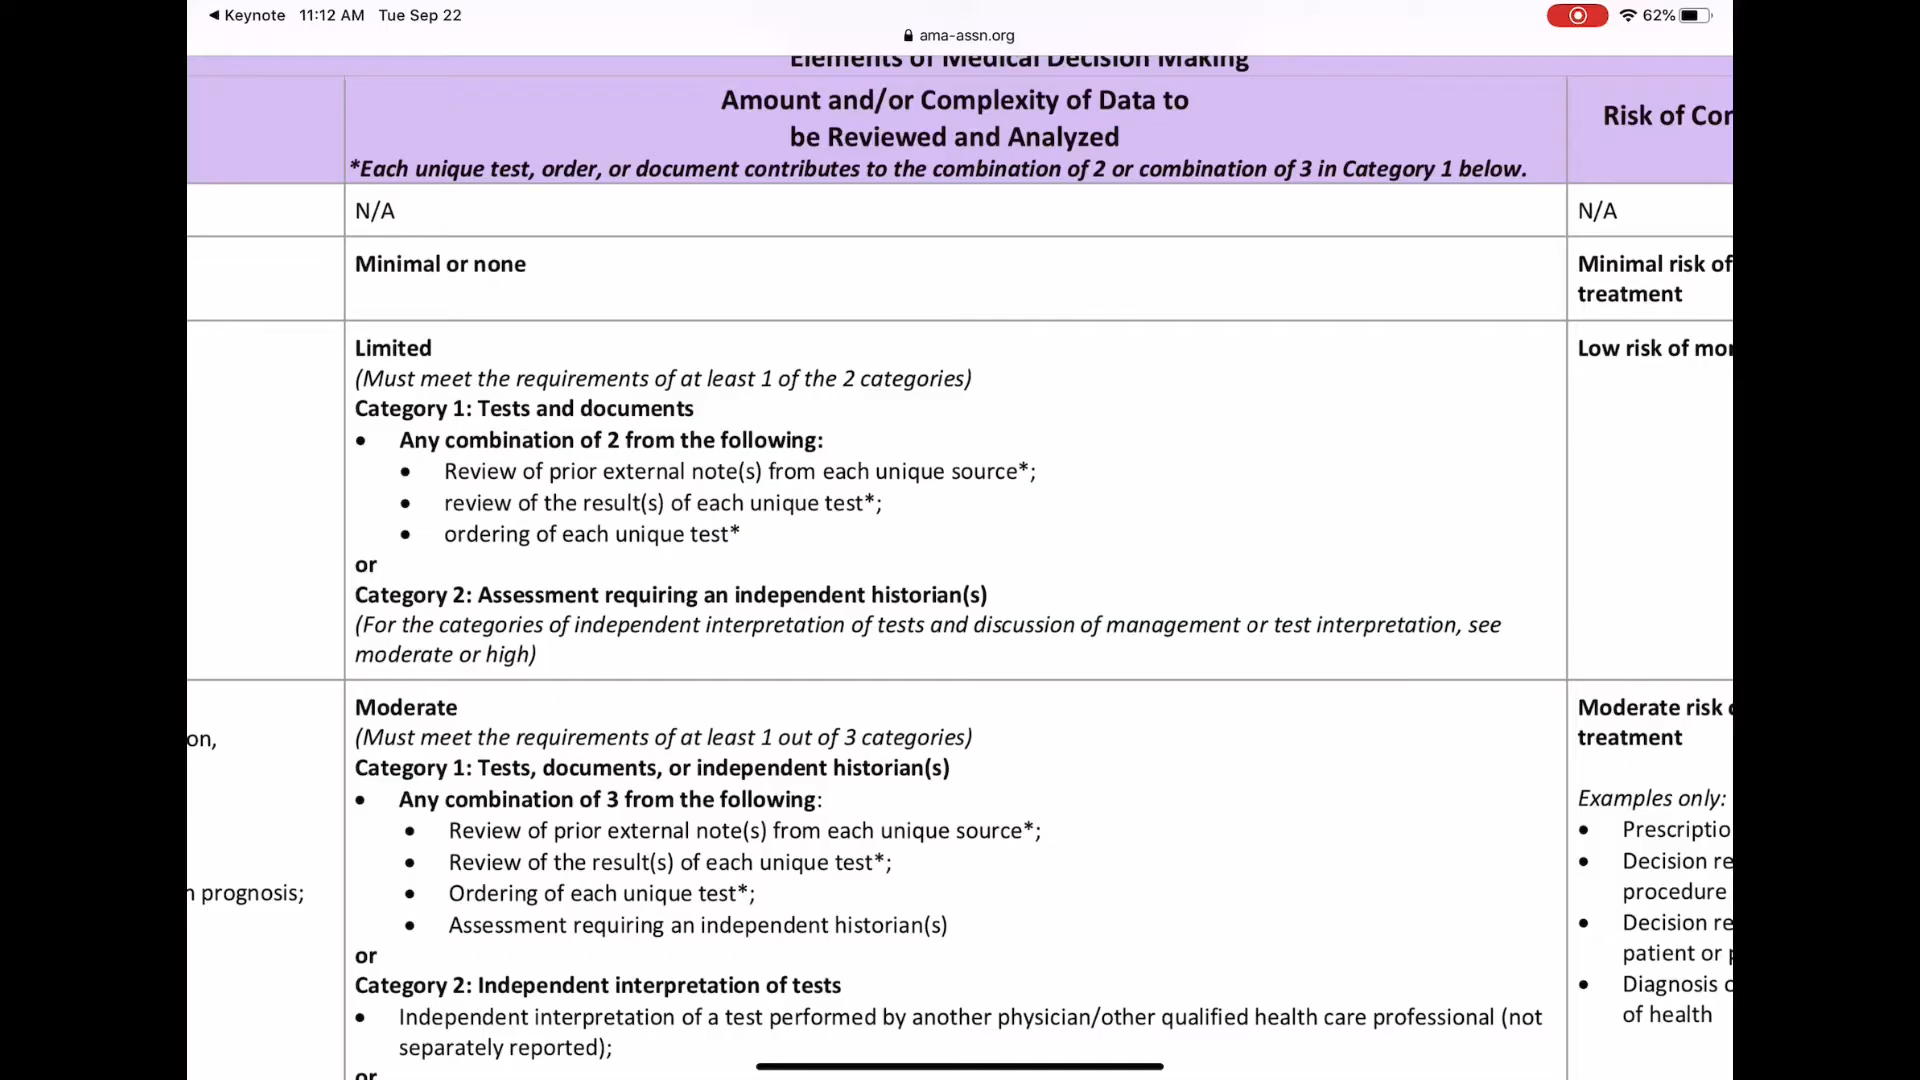 Keynote 11:12 AM Tue Sep 22
62%
ama-assn.org
Elements of Medical Decision Making
Amount and/or Complexity of Data to
be Reviewed and Analyzed
*Each unique test, order, or document contributes to the combination of 2 or combination of 3 in Category 1 below.
Risk of Cor
N/A
N/A
Minimal or none
Minimal risk of
treatment
Limited
(Must meet the requirements of at least 1 of the 2 categories)
Category 1: Tests and documents
• Any combination of 2 from the following:
• Review of prior external note(s) from each unique source*;
• review of the result(s) of each unique test*;
• ordering of each unique test*
or
Category 2: Assessment requiring an independent historian(s)
(For the categories of independent interpretation of tests and discussion of management or test interpretation, see
moderate or high)
Low risk of mor
on,
n prognosis;
Moderate
(Must meet the requirements of at least 1 out of 3 categories)
Category 1: Tests, documents, or independent historian(s)
• Any combination of 3 from the following:
• Review of prior external note(s) from each unique source*;
• Review of the result(s) of each unique test*;
• Ordering of each unique test*;
• Assessment requiring an independent historian(s)
or
Category 2: Independent interpretation of tests
• Independent interpretation of a test performed by another physician/other qualified health care professional (not
separately reported);
or
Moderate risk
treatment
Examples only:
• Prescriptio
• Decision re
procedure
• Decision re
patient or
• Diagnosis
of health